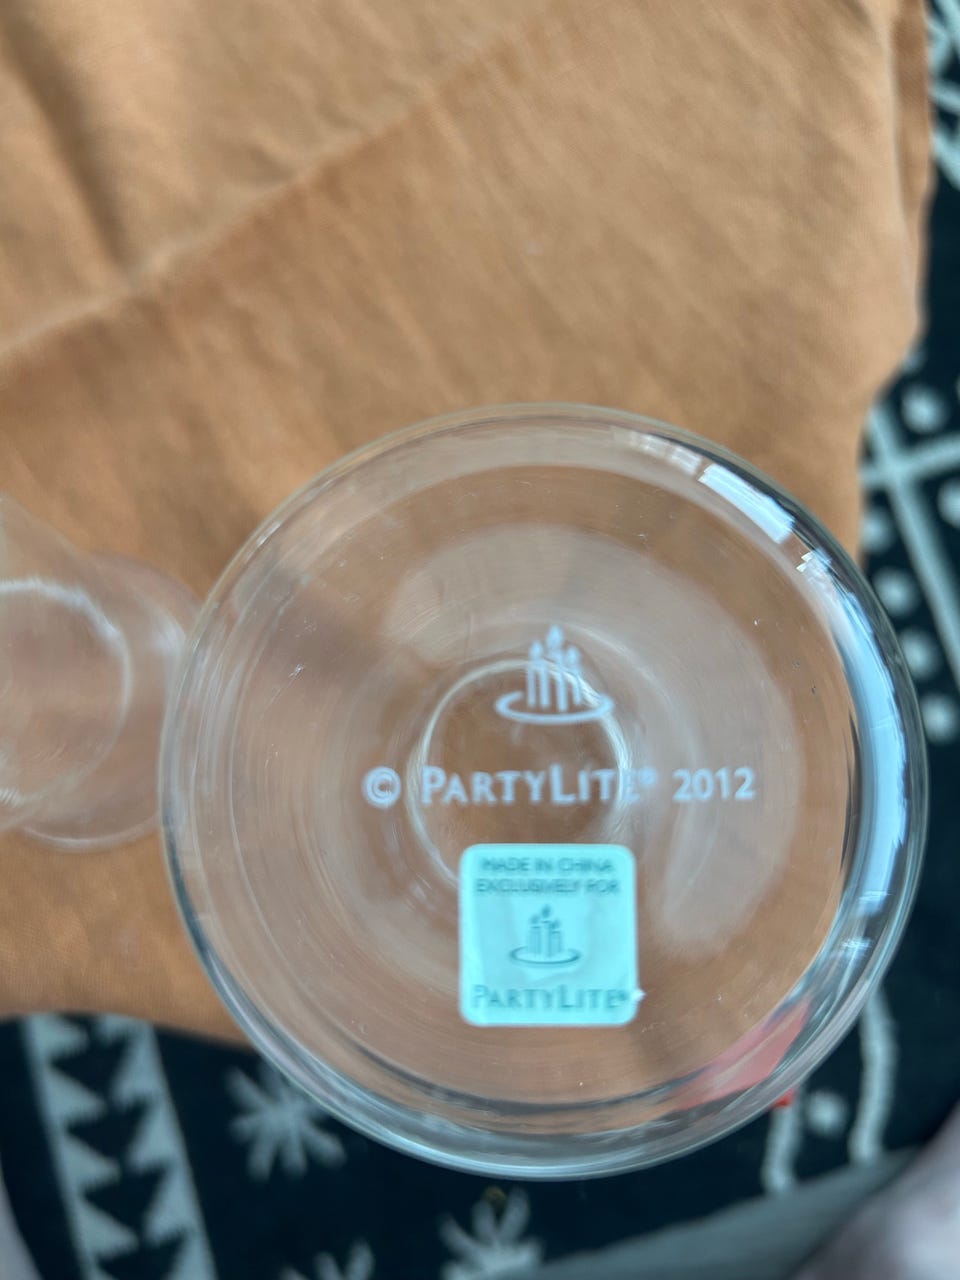 © PARTYLITE® 2012
MADE IN CHINA
EXCLUSIVELY FOR
PARTYLITE®